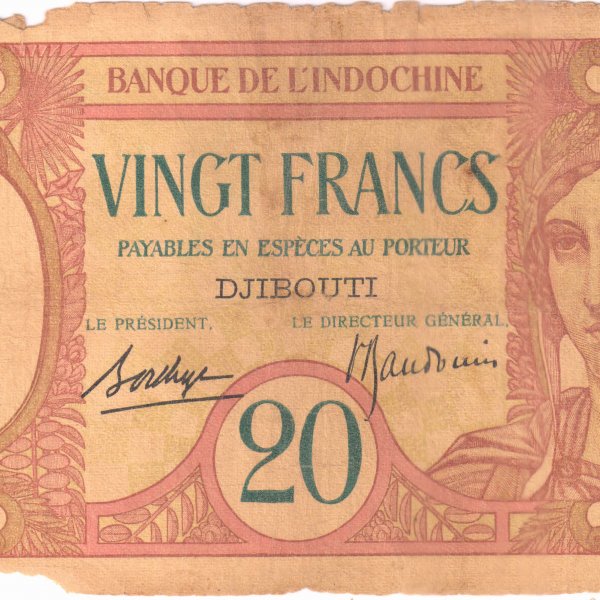 BANQUE DE L'INDOCHINE
VINGT FRANCS
PAYABLES EN ESPÈCES AU PORTEUR
DJIBOUTI
LE PRÉSIDENT, LE DIRECTEUR GÉNÉRAL,
20